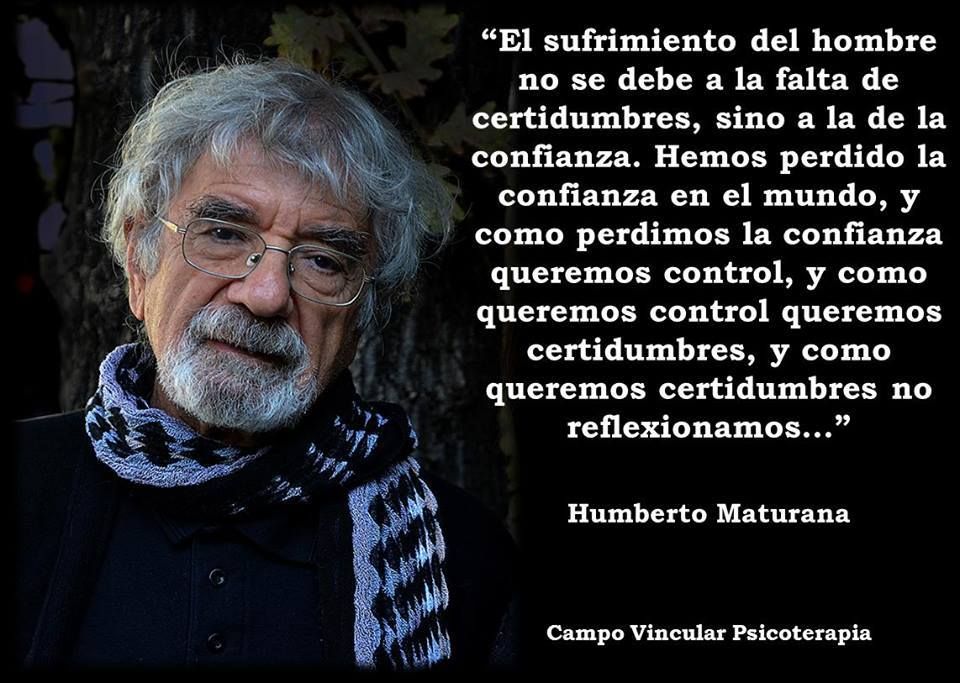 “El sufrimiento del hombre
no se debe a la falta de
certidumbres, sino a la de la
confianza. Hemos perdido la
confianza en el mundo, y
como perdimos la confianza
queremos control, y como
queremos control queremos
certidumbres, y como
queremos certidumbres no
reflexionamos...”
Humberto Maturana
Campo Vincular Psicoterapia